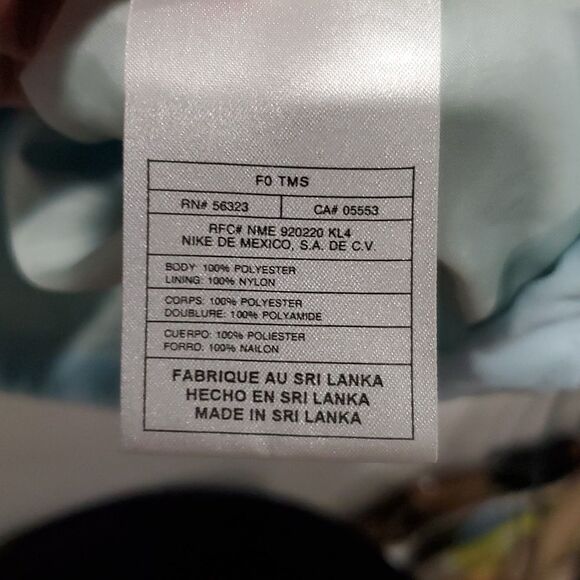 F0 TMS
RN# 56323 CA# 05553
RFC# NME 920220 KL4
NIKE DE MEXICO, S.A. DE C.V.
BODY: 100% POLYESTER
LINING: 100% NYLON
CORPS: 100% POLYESTER
DOUBLURE: 100% POLYAMIDE
CUERPO: 100% POLIESTER
FORRO: 100% NAILON
FABRIQUE AU SRI LANKA
HECHO EN SRI LANKA
MADE IN SRI LANKA